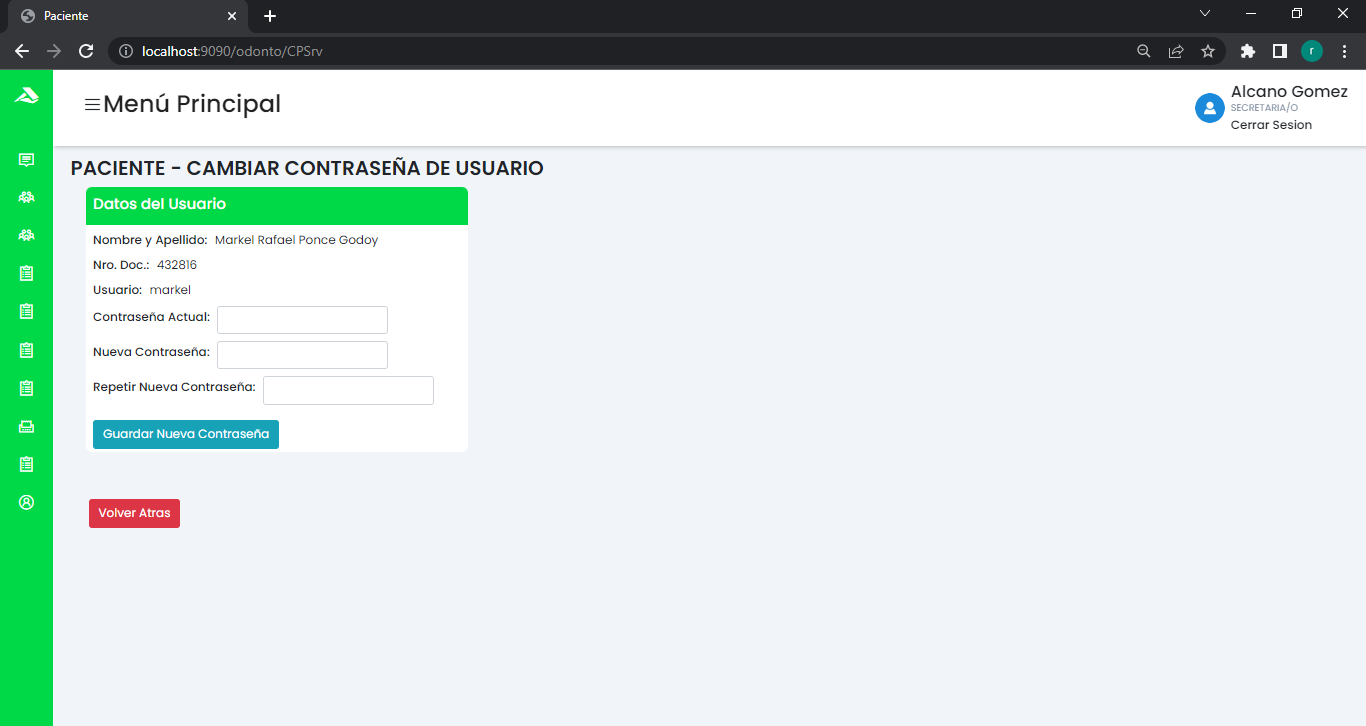 Paciente
localhost:9090/odonto/CPSrv
r
Menú Principal
Alcano Gomez
SECRETARIA/O
Cerrar Sesion
PACIENTE - CAMBIAR CONTRASEÑA DE USUARIO
Datos del Usuario
Nombre y Apellido: Markel Rafael Ponce Godoy
Nro. Doc.: 432816
Usuario: markel
Contraseña Actual:
Nueva Contraseña:
Repetir Nueva Contraseña:
Guardar Nueva Contraseña
Volver Atras